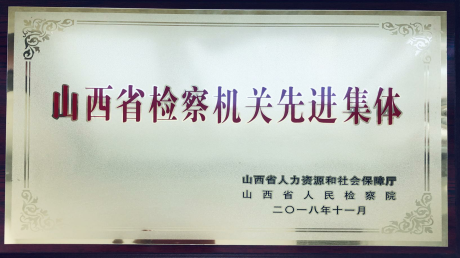 山西省检察机关先进集体
山西省人力资源和社会保障厅
山西省人民检察院
二〇一八年十一月